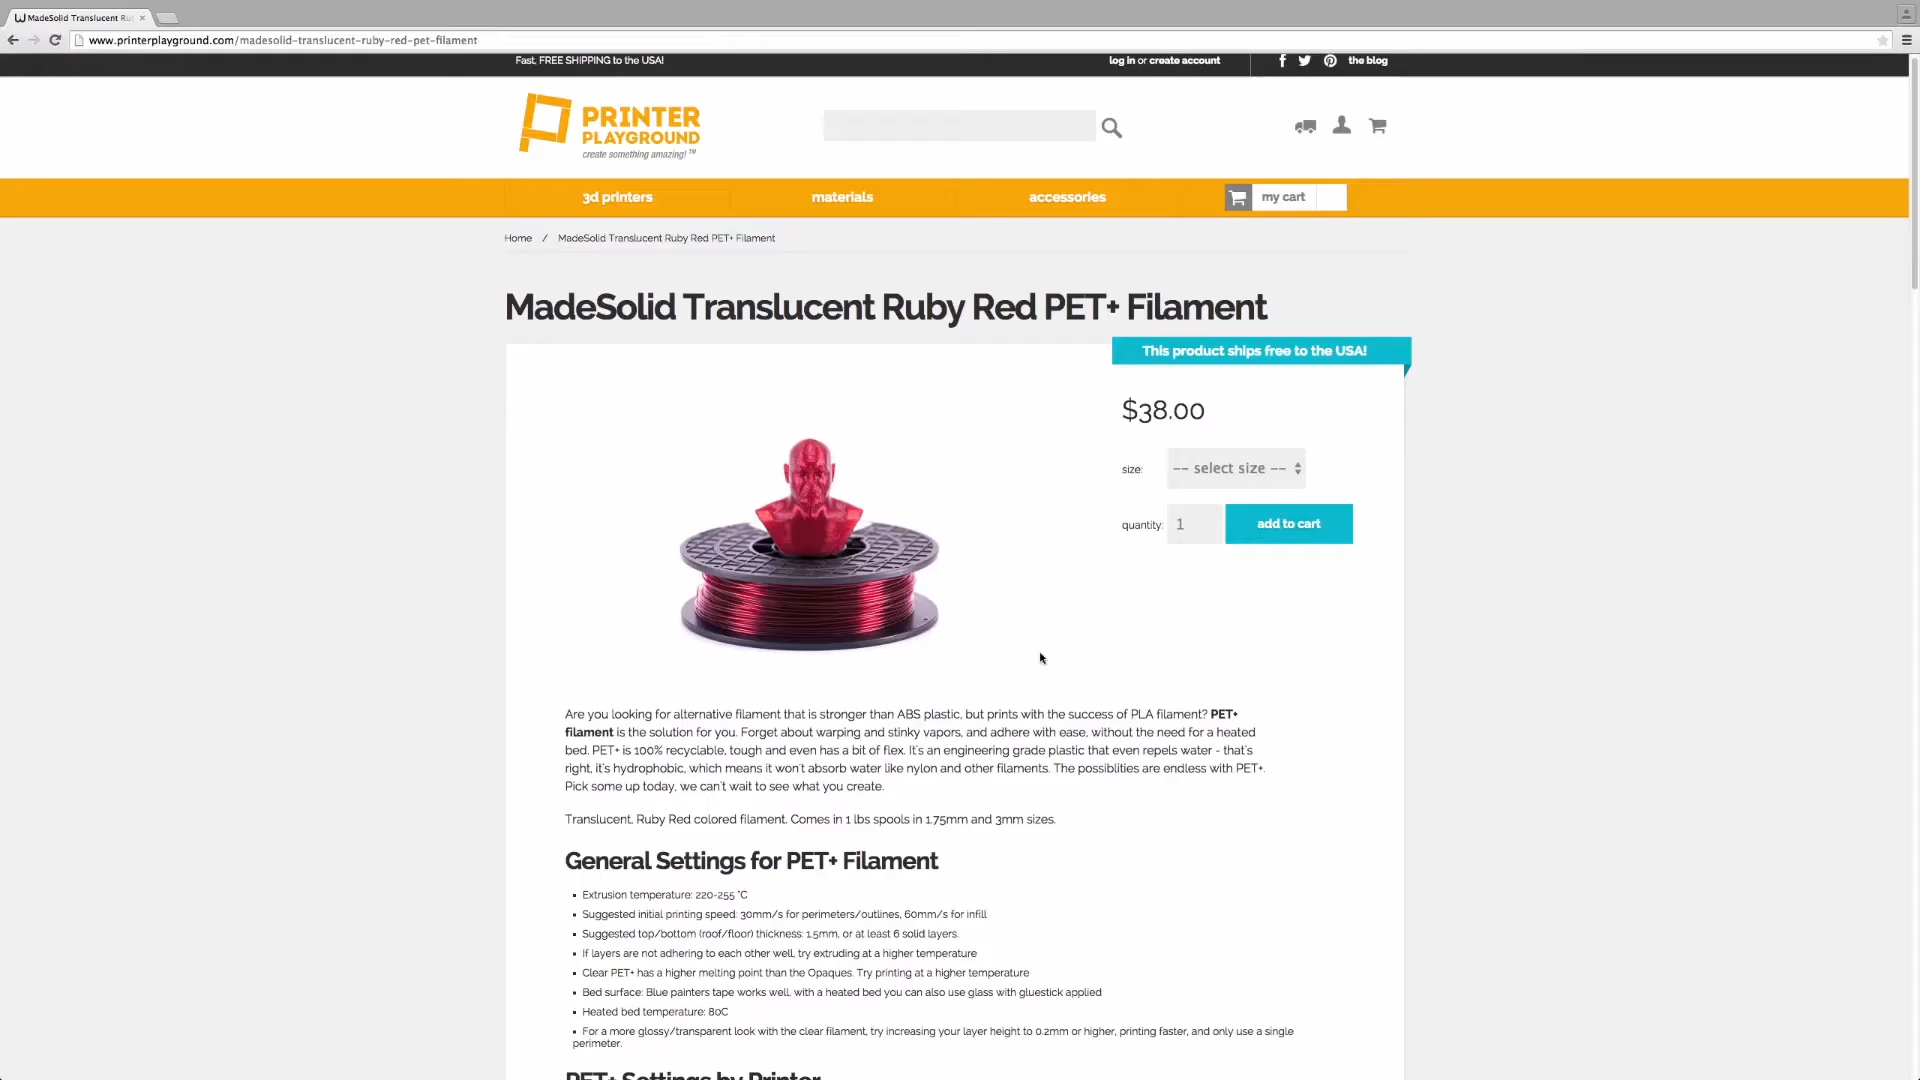 MadeSolid Translucent Ru
www.printerplayground.com/madesolid-translucent-ruby-red-pet-filament
Fast, FREE SHIPPING to the USA!
log in or create account
the blog
PRINTER
PLAYGROUND
create something amazing! ™
3d printers
materials
accessories
my cart
Home / MadeSolid Translucent Ruby Red PET+ Filament
MadeSolid Translucent Ruby Red PET+ Filament
This product ships free to the USA!
$38.00
size:
-- select size --
quantity:
1
add to cart
Are you looking for alternative filament that is stronger than ABS plastic, but prints with the success of PLA filament? PET+
filament is the solution for you. Forget about warping and stinky vapors, and adhere with ease, without the need for a heated
bed. PET+ is 100% recyclable, tough and even has a bit of flex. It's an engineering grade plastic that even repels water - that's
right, it's hydrophobic, which means it won't absorb water like nylon and other filaments. The possiblities are endless with PET+.
Pick some up today, we can't wait to see what you create.
Translucent, Ruby Red colored filament. Comes in 1 lbs spools in 1.75mm and 3mm sizes.
General Settings for PET+ Filament
▪ Extrusion temperature: 220-255 °C
▪ Suggested initial printing speed: 30mm/s for perimeters/outlines, 60mm/s for infill
▪ Suggested top/bottom (roof/floor) thickness: 1.5mm, or at least 6 solid layers.
▪ If layers are not adhering to each other well, try extruding at a higher temperature
▪ Clear PET+ has a higher melting point than the Opaques. Try printing at a higher temperature
▪ Bed surface: Blue painters tape works well, with a heated bed you can also use glass with gluestick applied
▪ Heated bed temperature: 80C
▪ For a more glossy/transparent look with the clear filament, try increasing your layer height to 0.2mm or higher, printing faster, and only use a single
perimeter.
PET+ Settings by Printer